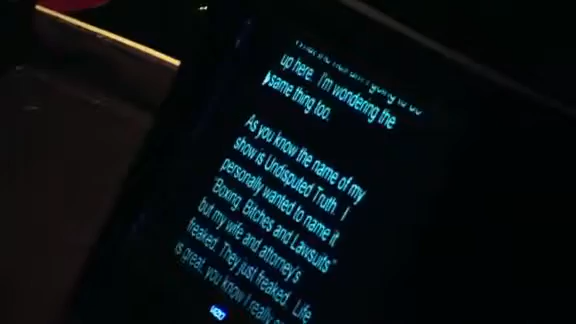 up here. I'm wondering the
same thing too.
As you know the name of my
show is Undisputed Truth. I
personally wanted to name it
"Boxing, Bitches and Lawsuits"
but my wife and attorney's
freaked. They just freaked. Life
is great, you know I really
HBO